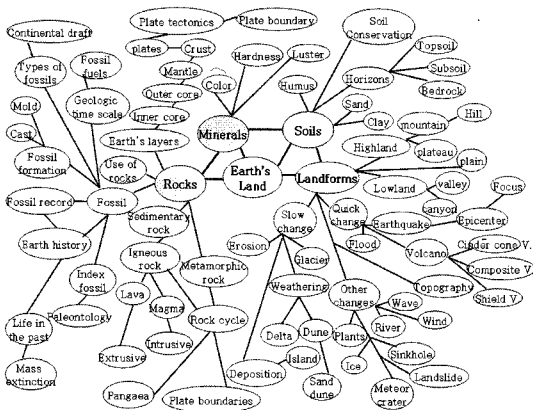 Plate tectonics
Plate boundary
Continental draft
Soil
Conservation
plates
Crust
Hardness
Luster
Topsoil
Types of
fossils
Fossil
fuels
Mantle
Color
Humus
Horizons
Subsoil
Outer core
Bedrock
Mold
Geologic
time scale
Inner core
Sand
Hill
Cast
Minerals
Soils
Clay
mountain
Earth's layers
Highland
Fossil
formation
Use of
rocks
plateau
plain
Rocks
Earth's
Land
Landforms
Lowland
valley
Fossil record
Fossil
canyon
Focus
Sedimentary
rock
Slow
change
Quick
change
Earthquake
Epicenter
Earth history
Erosion
Flood
Volcano
Cinder cone V.
Igneous
rock
Metamorphic
rock
Glacier
Composite V.
Index
fossil
Weathering
Other
changes
Topography
Shield V.
Lava
Magma
Wave
Life in
the past
Paleontology
Rock cycle
Delta
Dune
Plants
River
Wind
Intrusive
Extrusive
Island
Ice
Sinkhole
Mass
extinction
Deposition
Landslide
Pangaea
Plate boundaries
Sand
dune
Meteor
crater